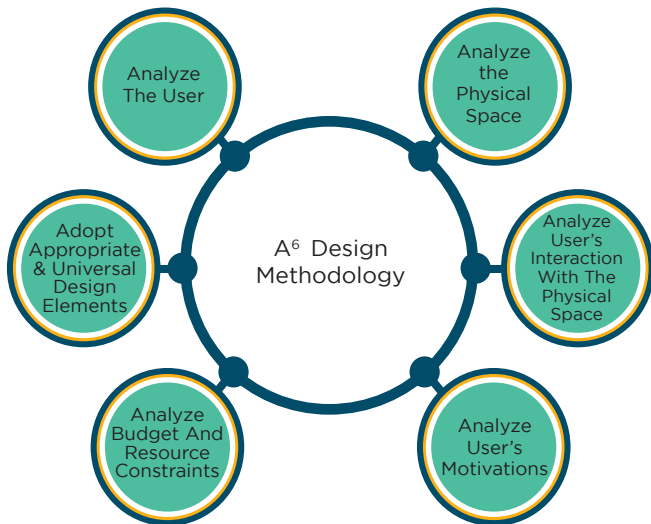 Analyze
The User
Analyze
the
Physical
Space
Analyze
User's
Interaction
With The
Physical
Space
Analyze
User's
Motivations
Analyze
Budget And
Resource
Constraints
Adopt
Appropriate
& Universal
Design
Elements
A⁶ Design
Methodology